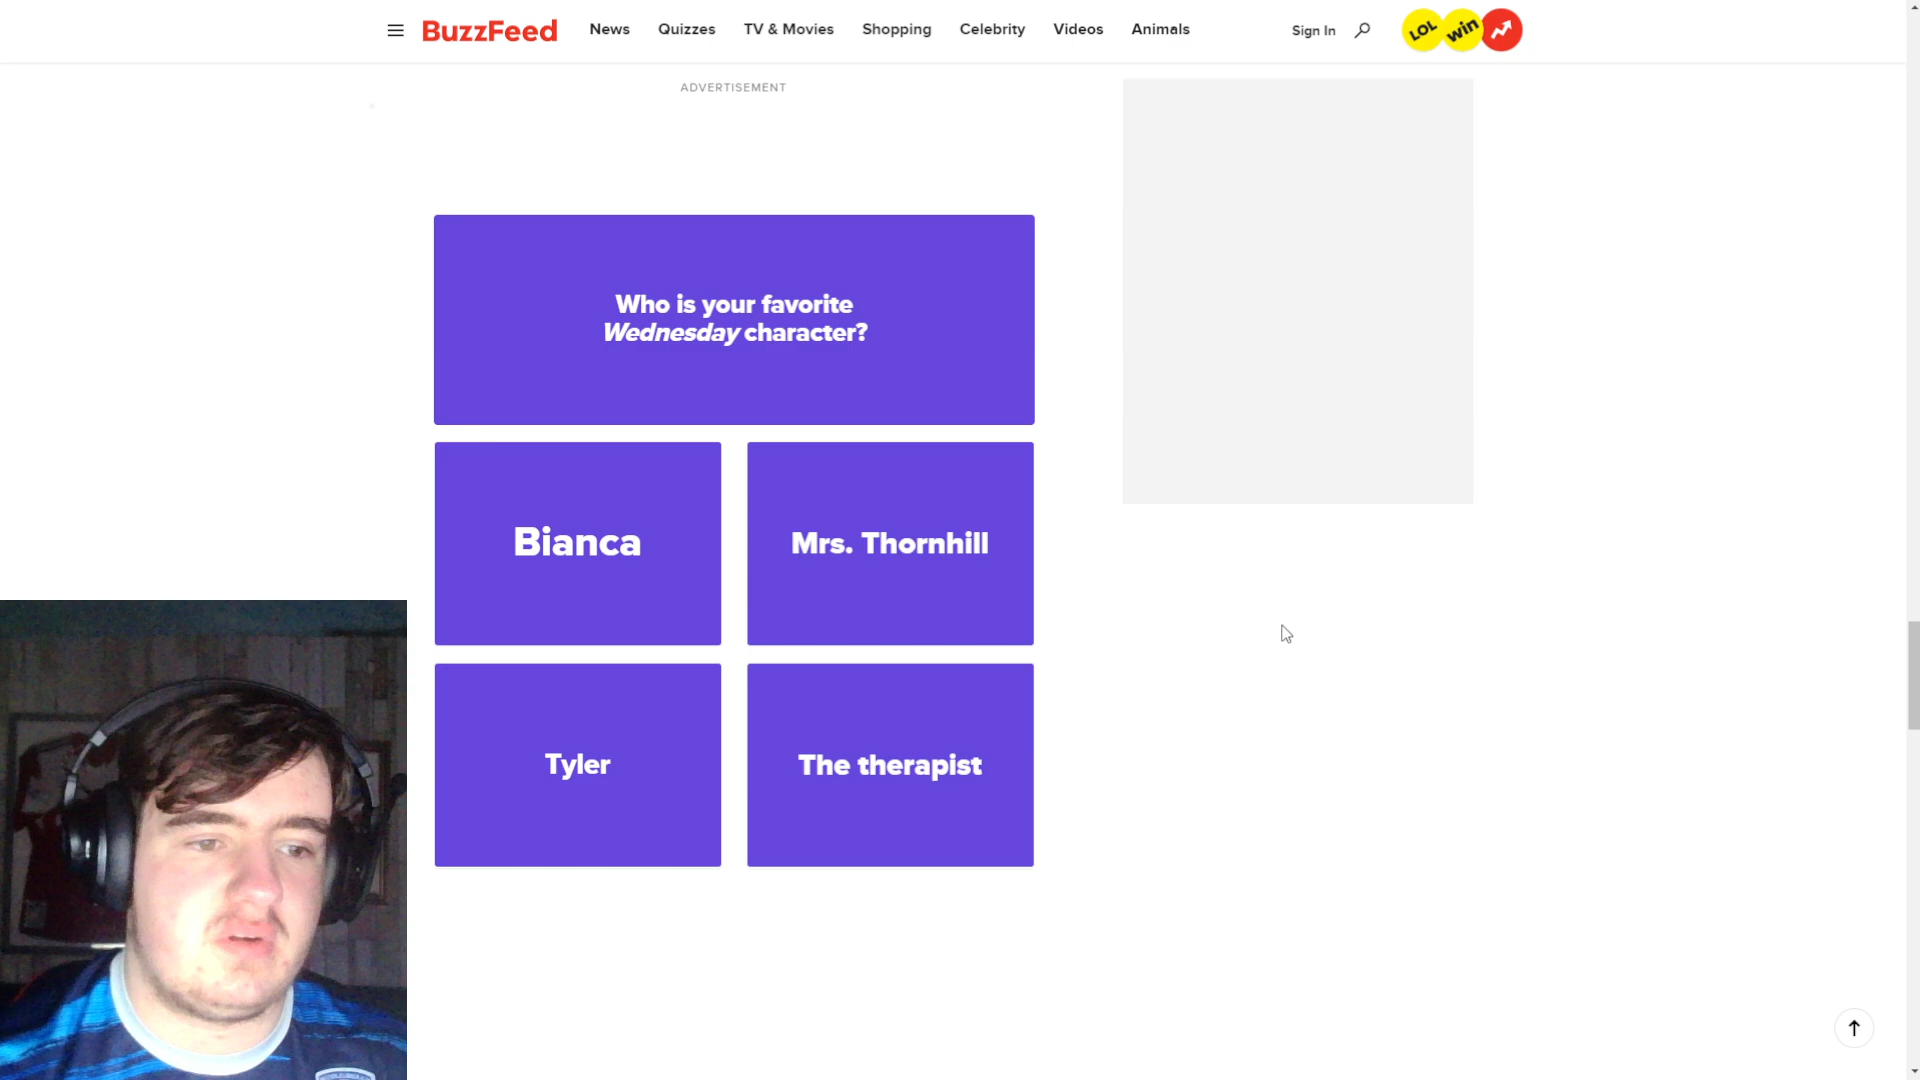 BuzzFeed
News
Quizzes
TV & Movies
Shopping
Celebrity
Videos
Animals
Sign In
LOL
win
ADVERTISEMENT
Who is your favorite
Wednesday character?
Bianca
Mrs. Thornhill
Tyler
The therapist